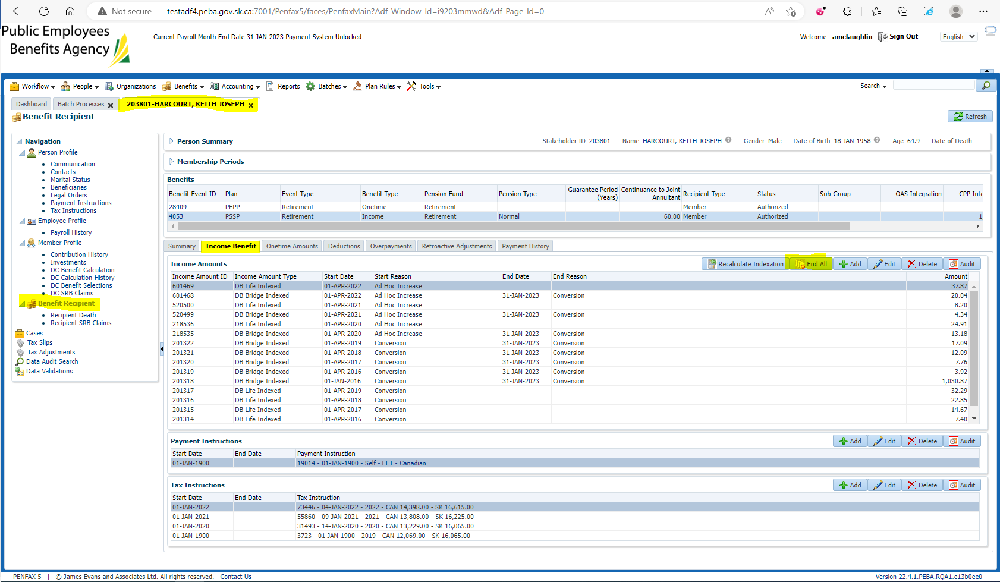 Not secure testadf4.peba.gov.sk.ca:7001/Penfax5/faces/PenfaxMain?Adf-Window-Id=i9203mmwd&Adf-Page-Id=0
Public Employees
Benefits Agency
Current Payroll Month End Date 31-JAN-2023 Payment System Unlocked
Welcome amclaughlin Sign Out English
Workflow People Organizations Benefits Accounting Reports Batches Plan Rules Tools Search
Dashboard Batch Processes 203801-HARCOURT, KEITH JOSEPH
Benefit Recipient Refresh
Navigation
Person Profile
Communication
Contacts
Marital Status
Beneficiaries
Legal Orders
Payment Instructions
Tax Instructions
Employee Profile
Payroll History
Member Profile
Contribution History
Investments
DC Benefit Calculation
DC Calculation History
DC Benefit Selections
DC SRB Claims
Benefit Recipient
Recipient Death
Recipient SRB Claims
Cases
Tax Slips
Tax Adjustments
Data Audit Search
Data Validations
Person Summary Stakeholder ID 203801 Name HARCOURT, KEITH JOSEPH Gender Male Date of Birth 18-JAN-1958 Age 64.9 Date of Death
Membership Periods
Benefits
Benefit Event ID Plan Event Type Benefit Type Pension Fund Pension Type Guarantee Period (Years) Continuance to Joint Annuitant Recipient Type Status Sub-Group OAS Integration CPP Inte
28409 PEPP Retirement Onetime Retirement Member Authorized
4053 PSSP Retirement Income Retirement Normal 60.00 Member Authorized 1
Summary Income Benefit Onetime Amounts Deductions Overpayments Retroactive Adjustments Payment History
Income Amounts Recalculate Indexation End All Add Edit Delete Audit
Income Amount ID Income Amount Type Start Date Start Reason End Date End Reason Amount
601469 DB Life Indexed 01-APR-2022 Ad Hoc Increase 37.87
601468 DB Bridge Indexed 01-APR-2022 Ad Hoc Increase 31-JAN-2023 Conversion 20.04
520500 DB Life Indexed 01-APR-2021 Ad Hoc Increase 8.20
520499 DB Bridge Indexed 01-APR-2021 Ad Hoc Increase 31-JAN-2023 Conversion 4.34
218536 DB Life Indexed 01-APR-2020 Ad Hoc Increase 24.91
218535 DB Bridge Indexed 01-APR-2020 Ad Hoc Increase 31-JAN-2023 Conversion 13.18
201322 DB Bridge Indexed 01-APR-2019 Conversion 31-JAN-2023 Conversion 17.09
201321 DB Bridge Indexed 01-APR-2018 Conversion 31-JAN-2023 Conversion 12.09
201320 DB Bridge Indexed 01-APR-2017 Conversion 31-JAN-2023 Conversion 7.76
201319 DB Bridge Indexed 01-APR-2016 Conversion 31-JAN-2023 Conversion 3.92
201318 DB Bridge Indexed 01-JAN-2016 Conversion 31-JAN-2023 Conversion 1,030.87
201317 DB Life Indexed 01-APR-2019 Conversion 32.29
201316 DB Life Indexed 01-APR-2018 Conversion 22.85
201315 DB Life Indexed 01-APR-2017 Conversion 14.67
201314 DB Life Indexed 01-APR-2016 Conversion 7.40
Payment Instructions Add Edit Delete Audit
Start Date End Date Payment Instruction
01-JAN-1900 19014 - 01-JAN-1900 - Self - EFT - Canadian
Tax Instructions Add Edit Delete Audit
Start Date End Date Tax Instruction
01-JAN-2022 73446 - 04-JAN-2022 - 2022 - CAN 14,398.00 - SK 16,615.00
01-JAN-2021 55860 - 09-JAN-2021 - 2021 - CAN 13,808.00 - SK 16,225.00
01-JAN-2020 31493 - 14-JAN-2020 - 2020 - CAN 13,229.00 - SK 16,065.00
01-JAN-1900 3723 - 01-JAN-1900 - 2019 - CAN 12,069.00 - SK 16,065.00
PENFAX 5 | © James Evans and Associates Ltd. All rights reserved. Contact Us Version 22.4.1.PEBA.RQA1.e13b0ee0